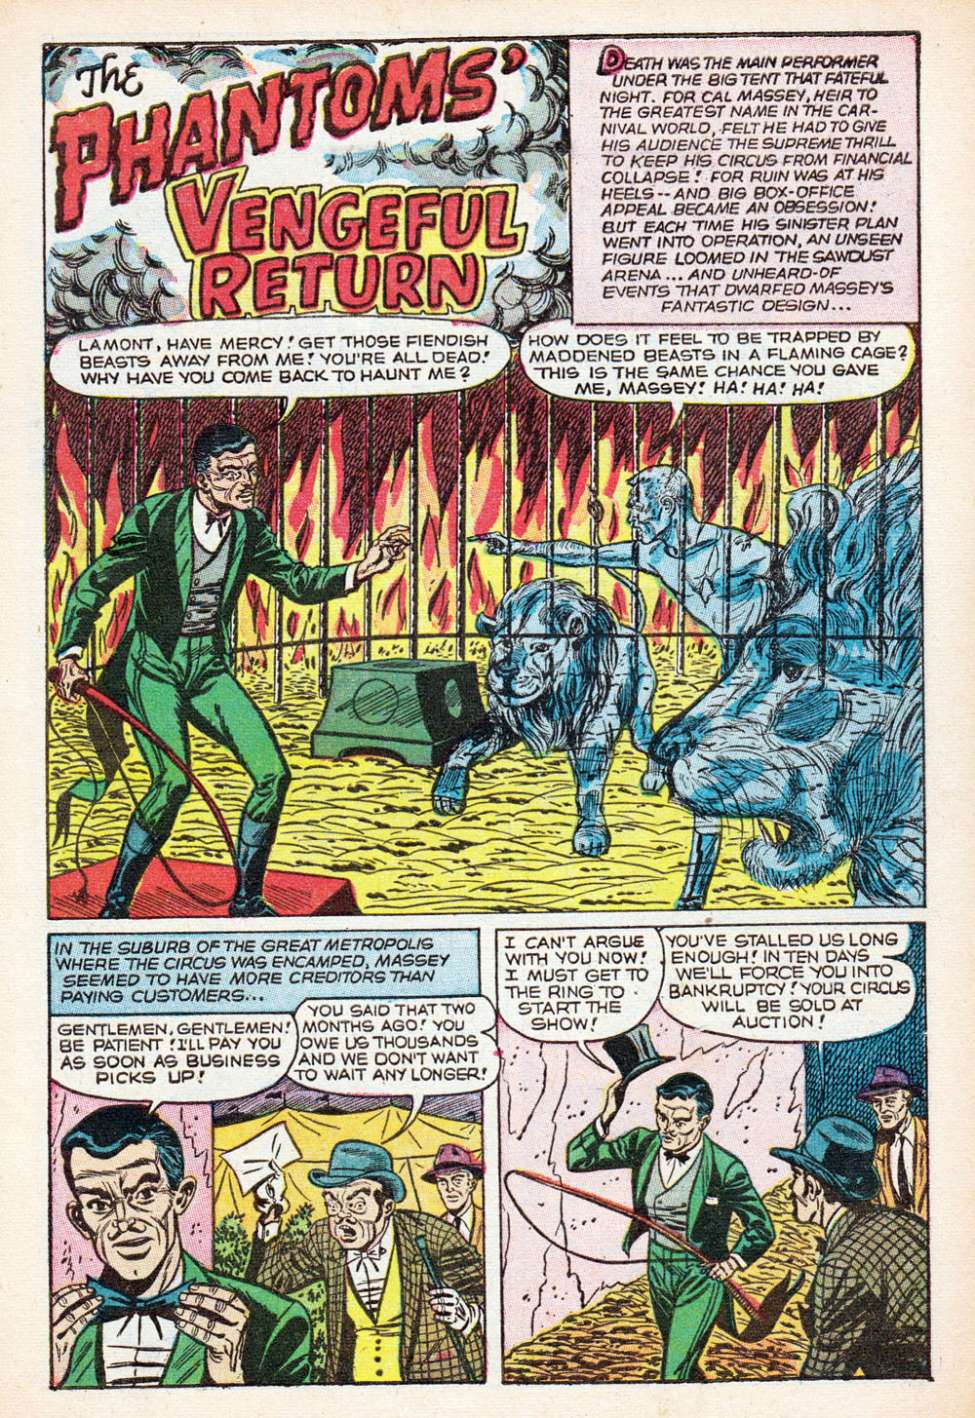 The
PHANTOMS'
VENGEFUL
RETURN
DEATH WAS THE MAIN PERFORMER
UNDER THE BIG TENT THAT FATEFUL
NIGHT. FOR CAL MASSEY, HEIR TO
THE GREATEST NAME IN THE CAR-
NIVAL WORLD, FELT HE HAD TO GIVE
HIS AUDIENCE THE SUPREME THRILL
TO KEEP HIS CIRCUS FROM FINANCIAL
COLLAPSE! FOR RUIN WAS AT HIS
HEELS -- AND BIG BOX-OFFICE
APPEAL BECAME AN OBSESSION!
BUT EACH TIME HIS SINISTER PLAN
WENT INTO OPERATION, AN UNSEEN
FIGURE LOOMED IN THE SAWDUST
ARENA... AND UNHEARD-OF
EVENTS THAT DWARFED MASSEY'S
FANTASTIC DESIGN...
LAMONT, HAVE MERCY! GET THOSE FIENDISH
BEASTS AWAY FROM ME! YOU'RE ALL DEAD!
WHY HAVE YOU COME BACK TO HAUNT ME?
HOW DOES IT FEEL TO BE TRAPPED BY
MADDENED BEASTS IN A FLAMING CAGE?
THIS IS THE SAME CHANCE YOU GAVE
ME, MASSEY! HA! HA! HA!
IN THE SUBURB OF THE GREAT METROPOLIS
WHERE THE CIRCUS WAS ENCAMPED, MASSEY
SEEMED TO HAVE MORE CREDITORS THAN
PAYING CUSTOMERS...
GENTLEMEN, GENTLEMEN!
BE PATIENT! I'LL PAY YOU
AS SOON AS BUSINESS
PICKS UP!
YOU SAID THAT TWO
MONTHS AGO! YOU
OWE US THOUSANDS
AND WE DON'T WANT
TO WAIT ANY LONGER!
I CAN'T ARGUE
WITH YOU NOW!
I MUST GET TO
THE RING TO
START THE
SHOW!
YOU'VE STALLED US LONG
ENOUGH! IN TEN DAYS
WE'LL FORCE YOU INTO
BANKRUPTCY! YOUR CIRCUS
WILL BE SOLD AT
AUCTION!